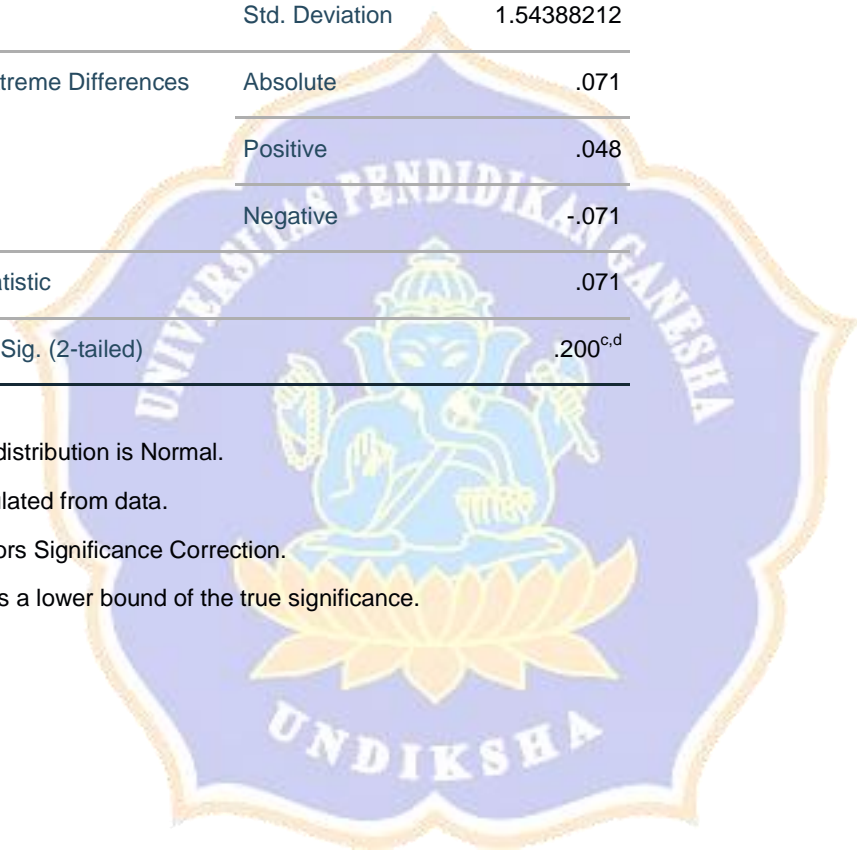 Std. Deviation 1.54388212
treme Differences Absolute .071
Positive .048
Negative -.071
atistic .071
Sig. (2-tailed) .200c,d
distribution is Normal.
lated from data.
ors Significance Correction.
s a lower bound of the true significance.
UNIVERSITAS PENDIDIKAN GANESHA
UNDIKSHA